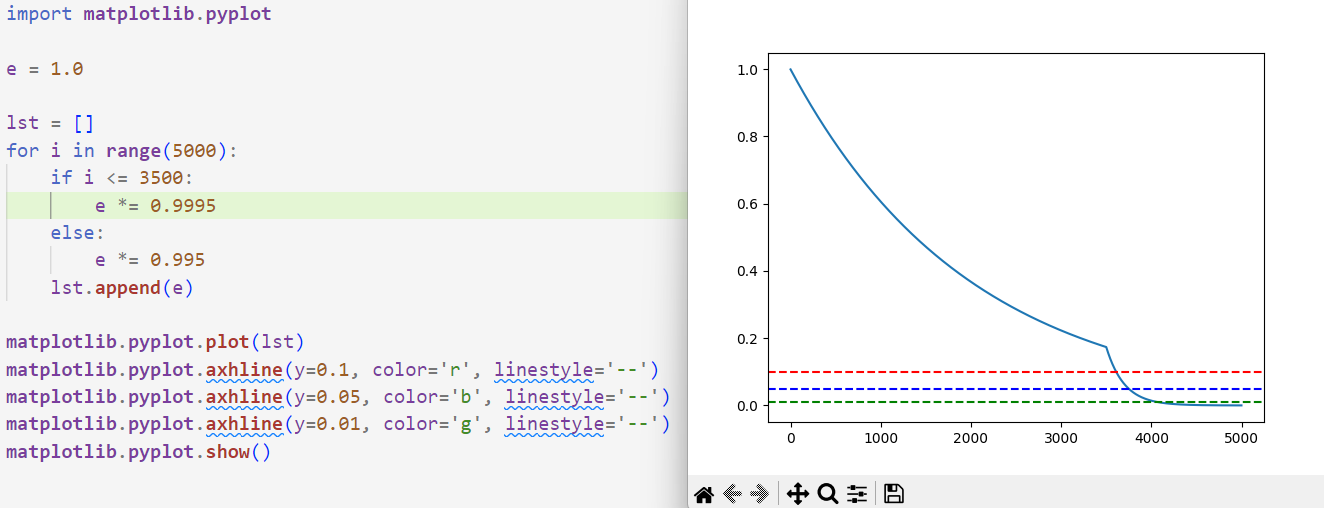 import matplotlib.pyplot
e = 1.0
lst = []
for i in range(5000):
    if i <= 3500:
        e *= 0.9995
    else:
        e *= 0.995
    lst.append(e)
matplotlib.pyplot.plot(lst)
matplotlib.pyplot.axhline(y=0.1, color='r', linestyle='--')
matplotlib.pyplot.axhline(y=0.05, color='b', linestyle='--')
matplotlib.pyplot.axhline(y=0.01, color='g', linestyle='--')
matplotlib.pyplot.show()
1.0
0.8
0.6
0.4
0.2
0.0
0 1000 2000 3000 4000 5000